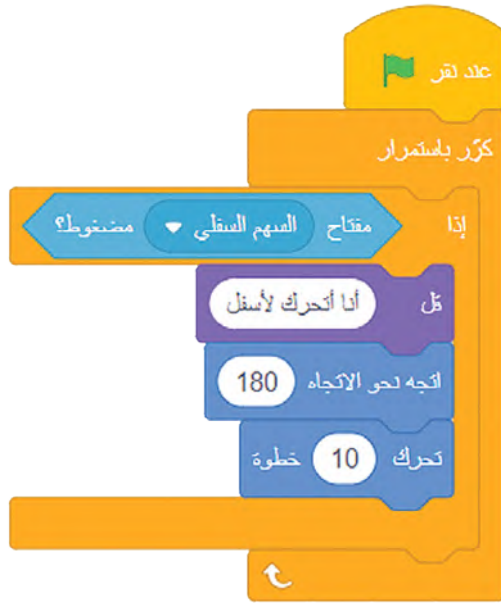 عند نقر
كرّر باستمرار
إذا مفتاح السهم السفلي مضغوط؟
قل أنا أتحرك لأسفل
اتجه نحو الاتجاه 180
تحرك 10 خطوة